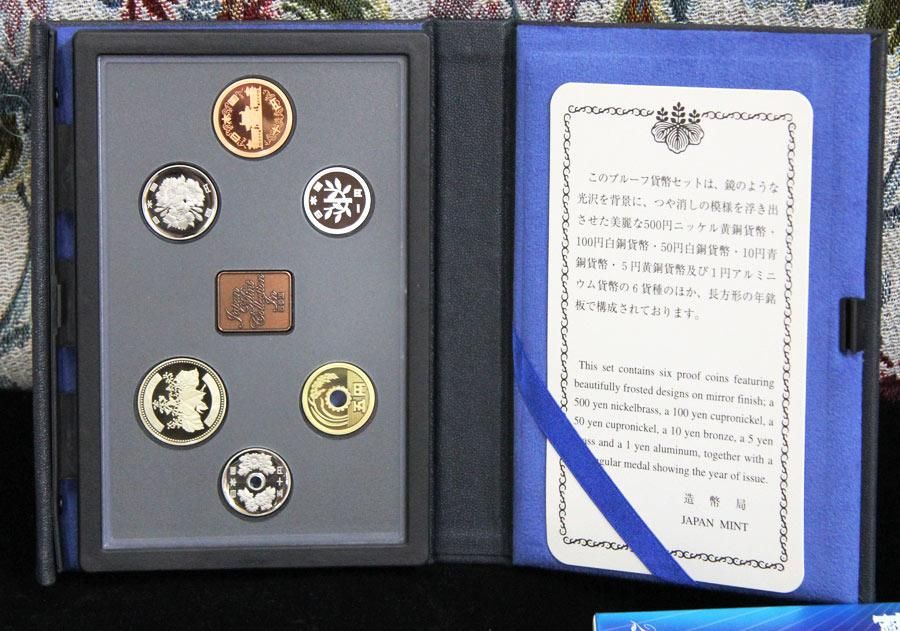 このプルーフ貨幣セットは、鏡のような
光沢を背景に、つや消しの模様を浮き出
させた美麗な500円ニッケル黄銅貨幣・
100円白銅貨幣・50円白銅貨幣・10円青
銅貨幣・5円黄銅貨幣及び1円アルミニ
ウム貨幣の6貨種のほか、長方形の年銘
板で構成されております。
This set contains six proof coins featuring
beautifully frosted designs on mirror finish; a
500 yen nickelbrass, a 100 yen cupronickel, a
50 yen cupronickel, a 10 yen bronze, a 5 yen
and a 1 yen aluminum, together with a
medal showing the year of issue.
造幣局
JAPAN MINT
日本国
五円